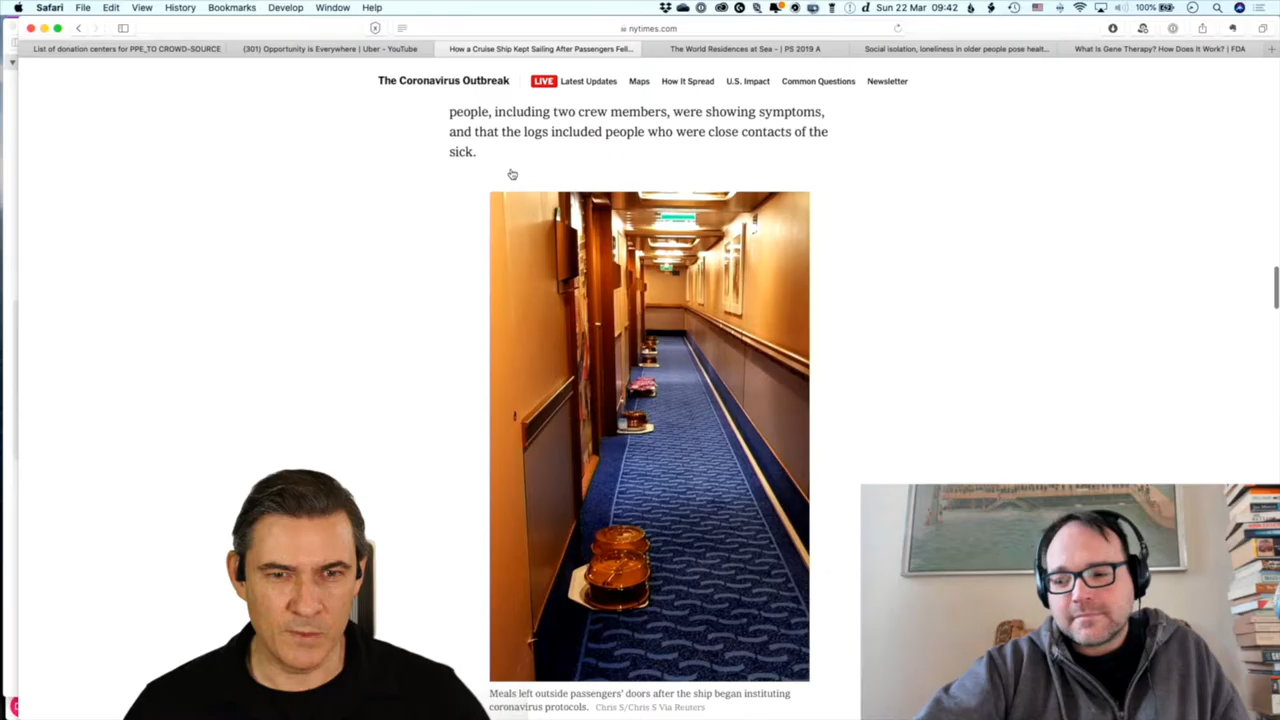 Safari File Edit View History Bookmarks Develop Window Help 100% Sun 22 Mar 09:42
nytimes.com
List of donation centers for PPE_TO CROWD-SOURCE
(301) Opportunity is Everywhere | Uber - YouTube
How a Cruise Ship Kept Sailing After Passengers Fell...
The World Residences at Sea - | PS 2019 A
Social isolation, loneliness in older people pose healt...
What Is Gene Therapy? How Does It Work? | FDA
The Coronavirus Outbreak LIVE Latest Updates Maps How It Spread U.S. Impact Common Questions Newsletter
people, including two crew members, were showing symptoms,
and that the logs included people who were close contacts of the
sick.
Meals left outside passengers' doors after the ship began instituting
coronavirus protocols. Chris S/Chris S Via Reuters